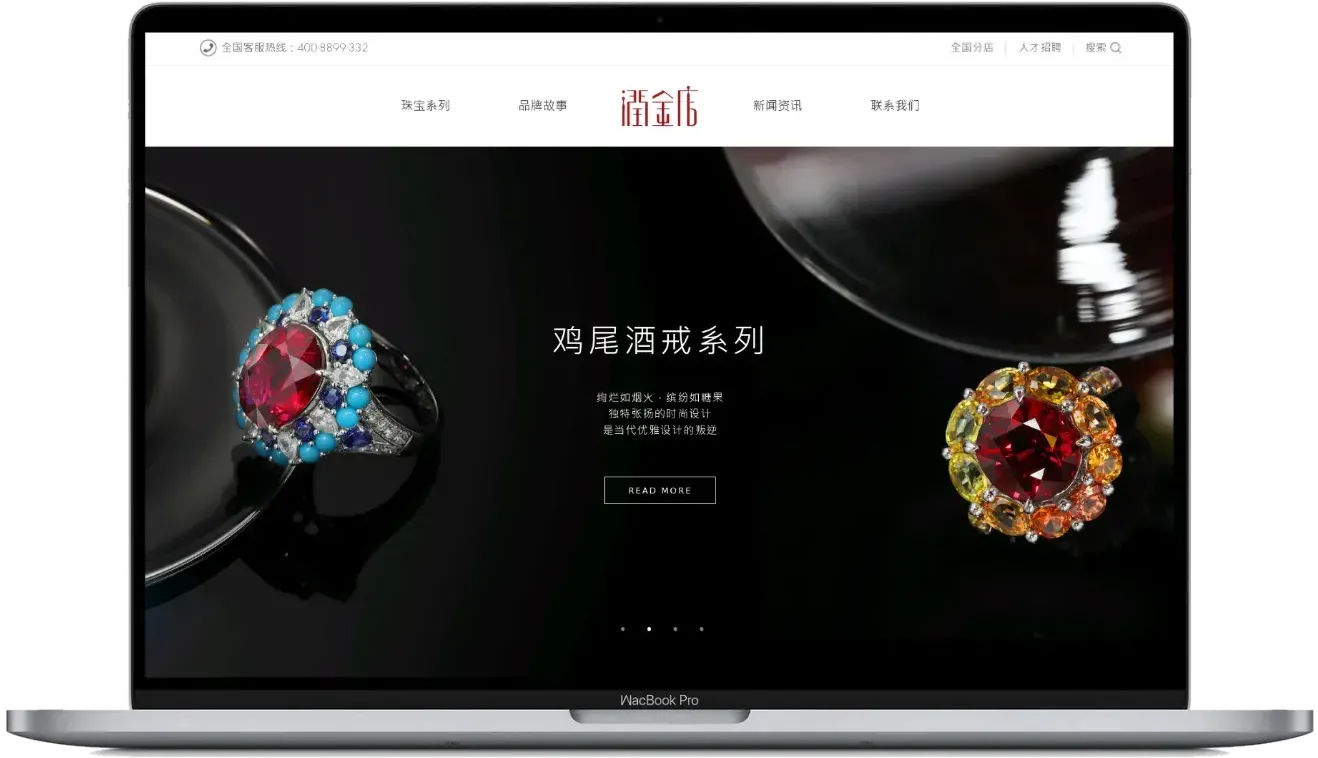 全国客服热线：400-8899-332
全国分店 | 人才招聘 | 搜索
珠宝系列 品牌故事 潤金店 新闻资讯 联系我们
鸡尾酒戒系列
绚烂如烟火 · 缤纷如糖果
独特张扬的时尚设计
是当代优雅设计的叛逆
READ MORE
MacBook Pro